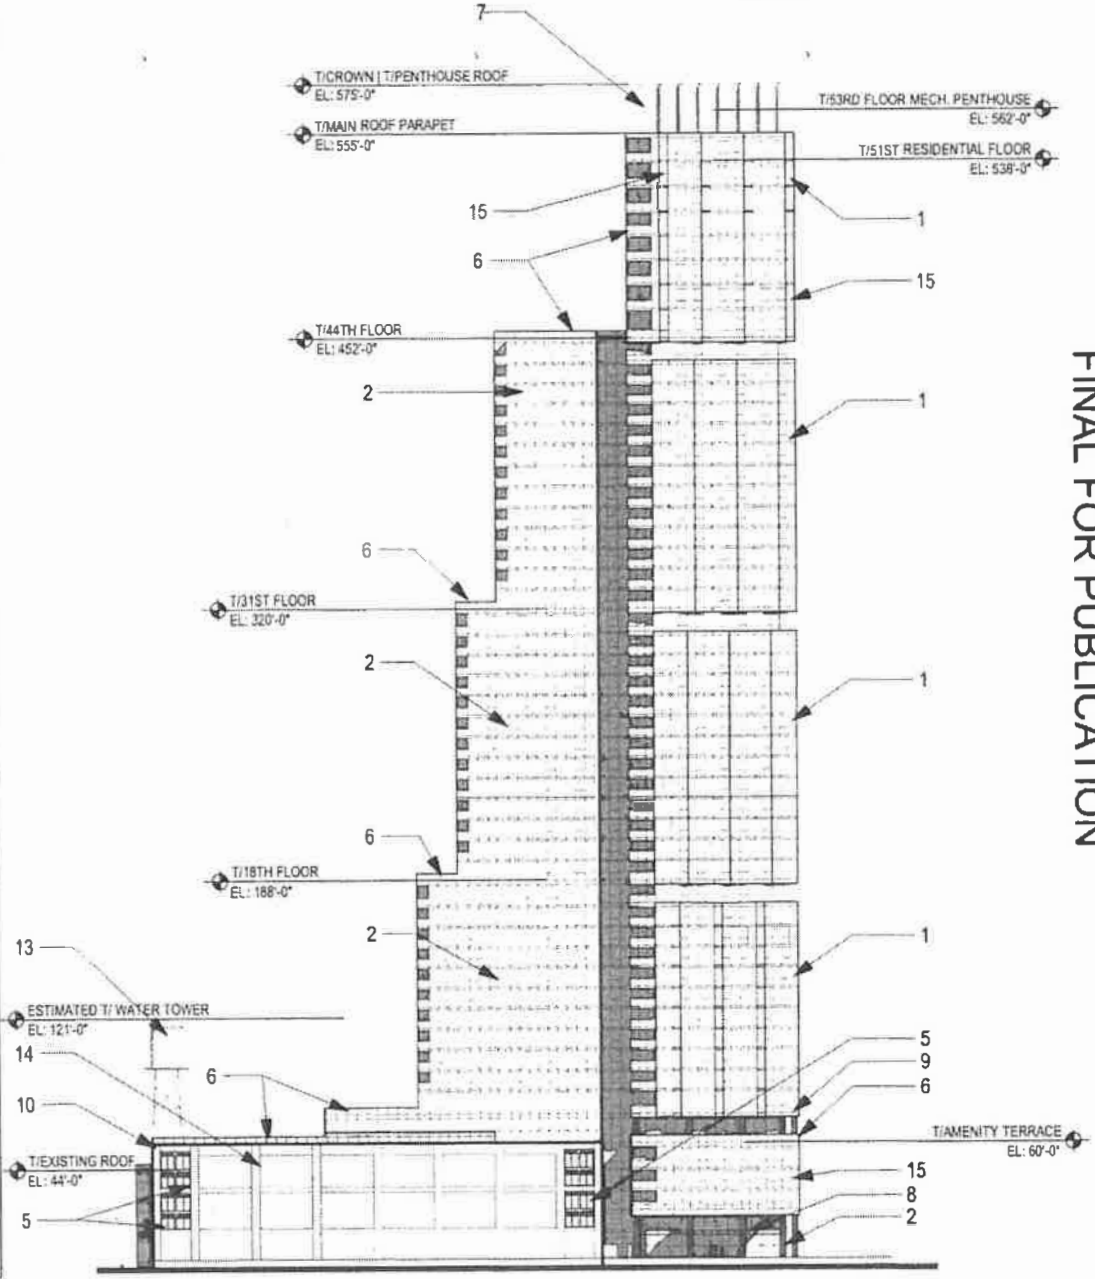 7
T/CROWN | T/PENTHOUSE ROOF
EL: 575'-0"
T/53RD FLOOR MECH. PENTHOUSE
EL: 562'-0"
T/MAIN ROOF PARAPET
EL: 555'-0"
T/51ST RESIDENTIAL FLOOR
EL: 538'-0"
15
1
6
15
T/44TH FLOOR
EL: 452'-0"
2
1
FINAL FOR PUBLICATION
6
T/31ST FLOOR
EL: 320'-0"
2
1
6
T/18TH FLOOR
EL: 188'-0"
2
1
13
ESTIMATED T/ WATER TOWER
EL: 121'-0"
5
14
9
6
6
10
T/AMENITY TERRACE
EL: 60'-0"
T/EXISTING ROOF
EL: 44'-0"
15
8
5
2